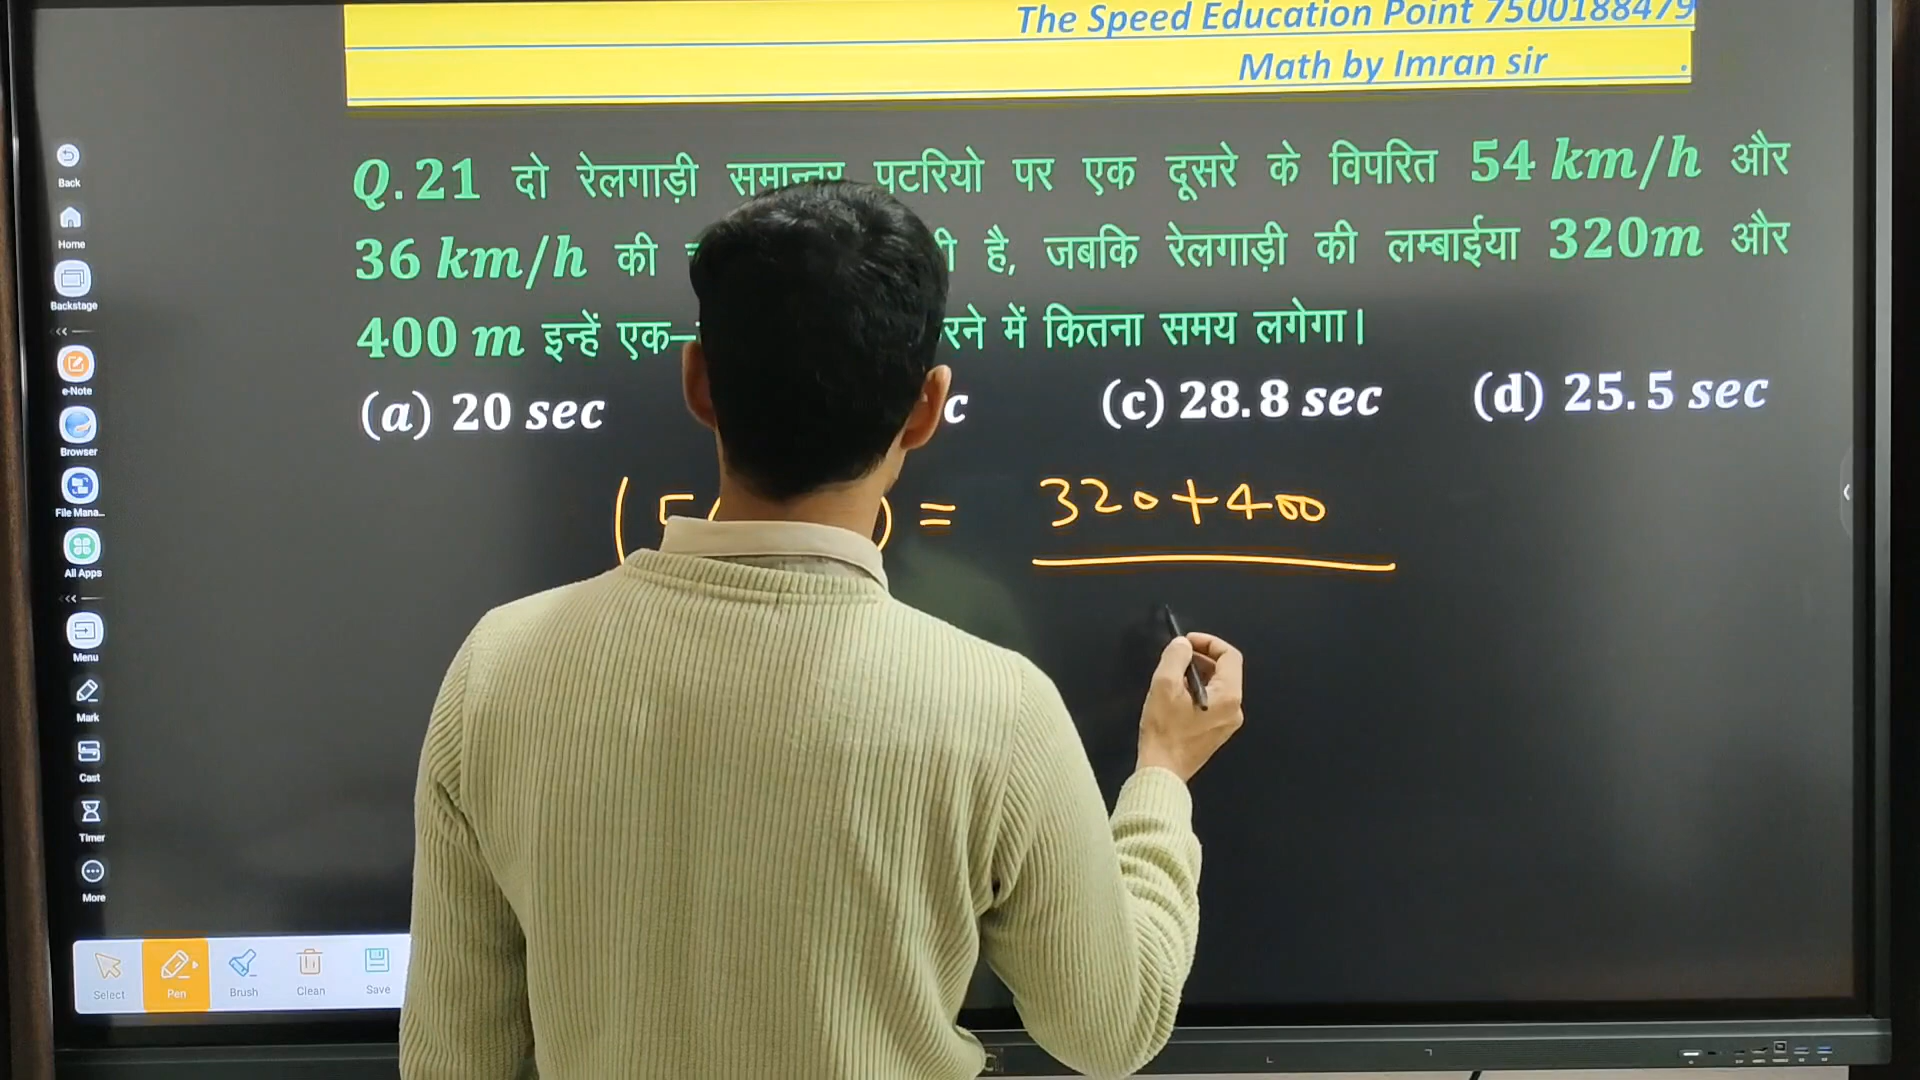 The Speed Education Point 7500188479
Math by Imran sir .
Q.21 दो रेलगाड़ी समान्तर पटरियो पर एक दूसरे के विपरित 54 km/h और
36 km/h की है, जबकि रेलगाड़ी की लम्बाईया 320m और
400 m इन्हें एक– में कितना समय लगेगा।
(a) 20 sec (c) 28.8 sec (d) 25.5 sec
( ) = 320+400
Back
Home
Backstage
e-Note
Browser
File Mana...
All Apps
Menu
Mark
Cast
Timer
More
Select Pen Brush Clean Save